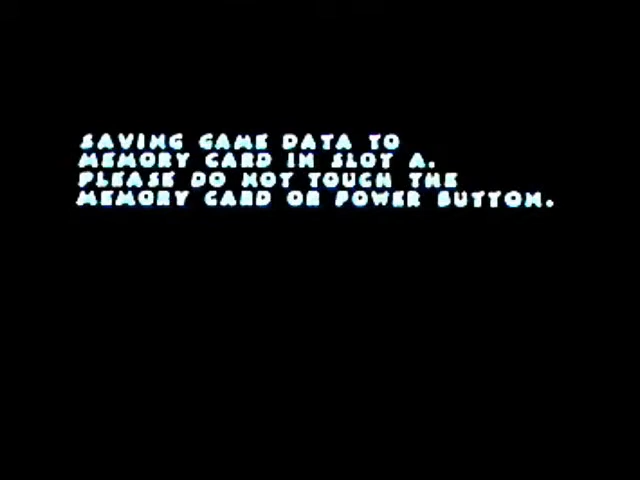 SAVING GAME DATA TO
MEMORY CARD IN SLOT A.
PLEASE DO NOT TOUCH THE
MEMORY CARD OR POWER BUTTON.